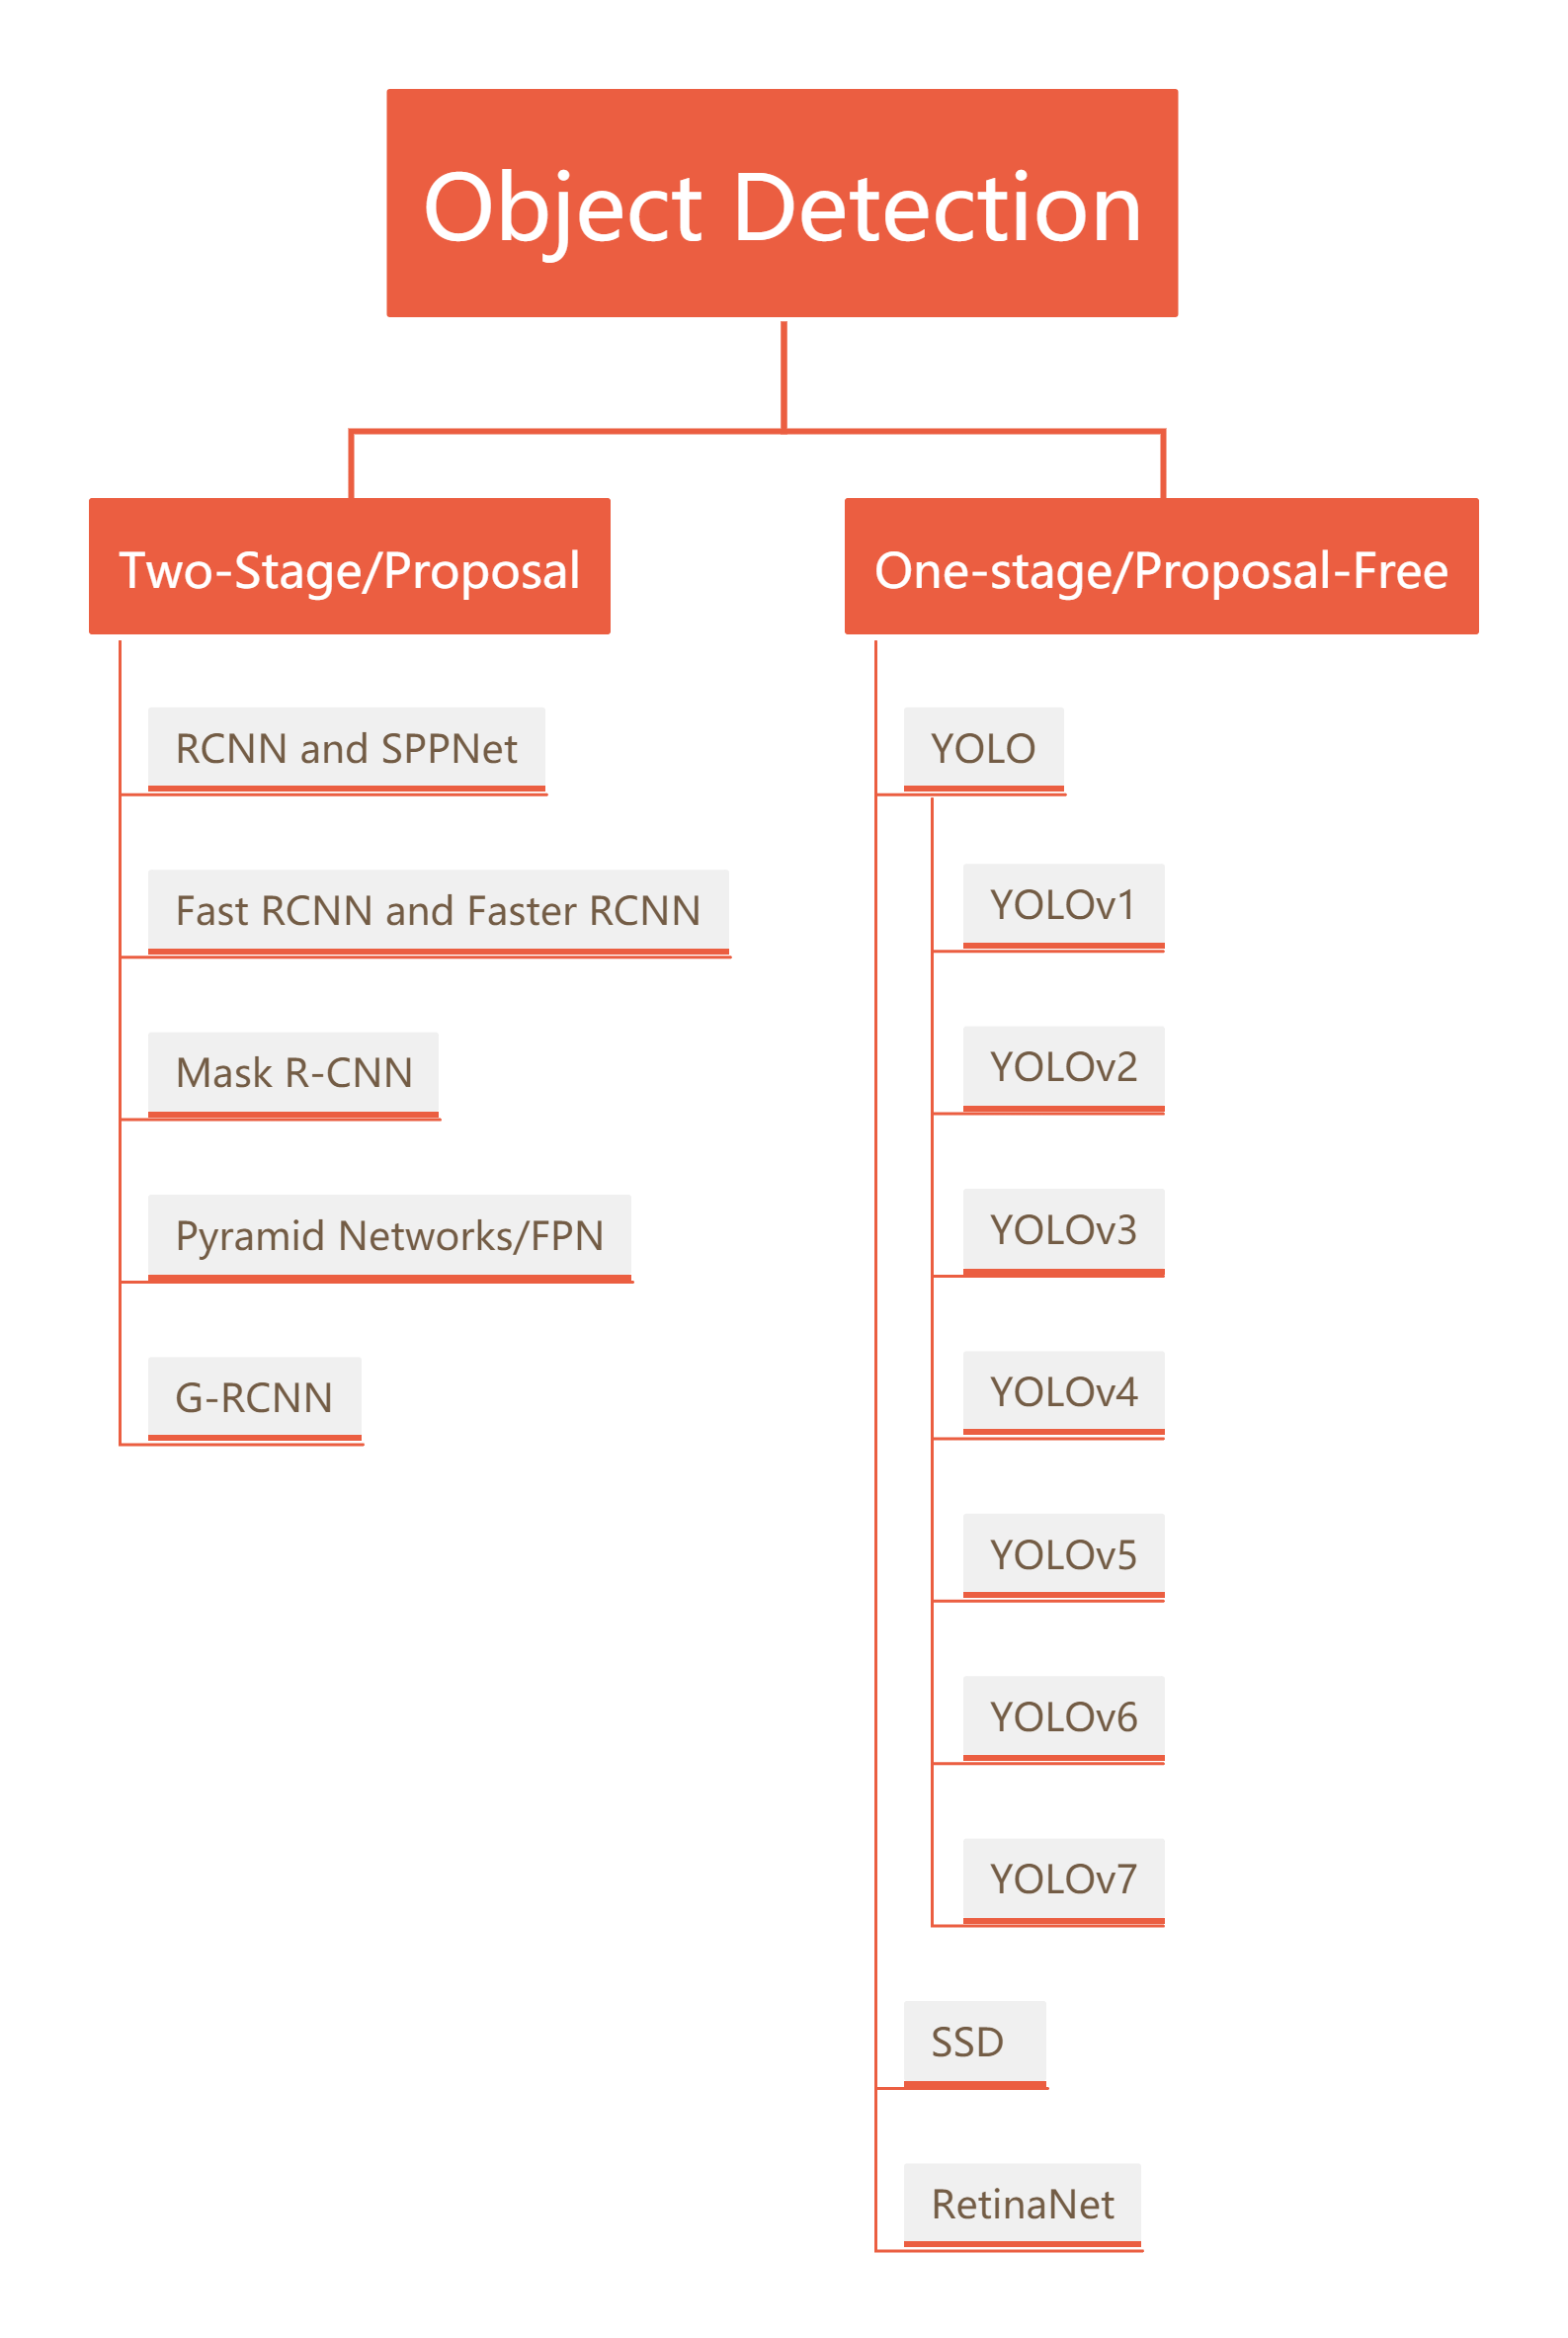 Object Detection
Two-Stage/Proposal
RCNN and SPPNet
Fast RCNN and Faster RCNN
Mask R-CNN
Pyramid Networks/FPN
G-RCNN
One-stage/Proposal-Free
YOLO
YOLOv1
YOLOv2
YOLOv3
YOLOv4
YOLOv5
YOLOv6
YOLOv7
SSD
RetinaNet